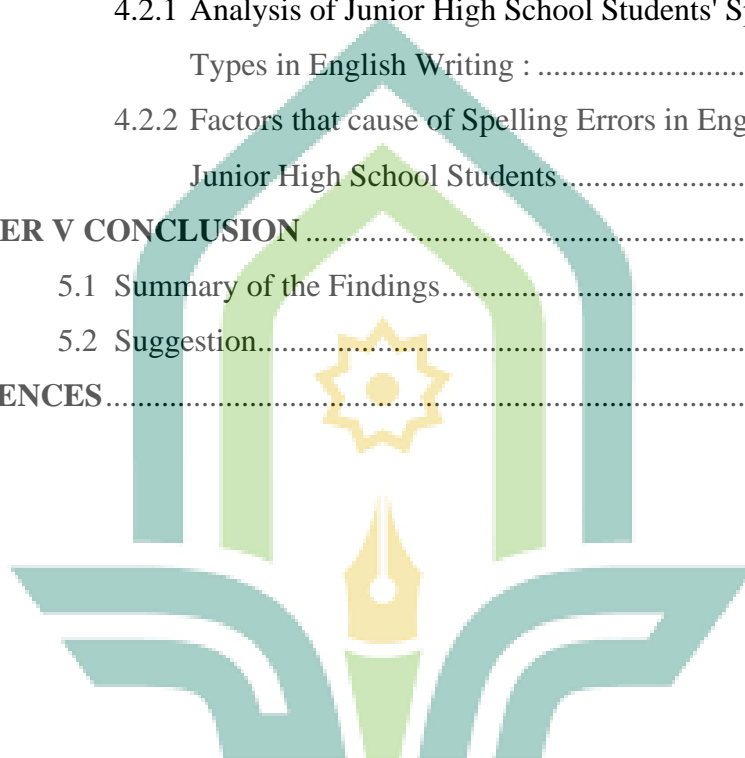 4.2.1 Analysis of Junior High School Students' Sp
Types in English Writing : ..........................
4.2.2 Factors that cause of Spelling Errors in Eng
Junior High School Students.......................
ER V CONCLUSION.......................................................
5.1 Summary of the Findings......................................
5.2 Suggestion.............................................................
ENCES................................................................................